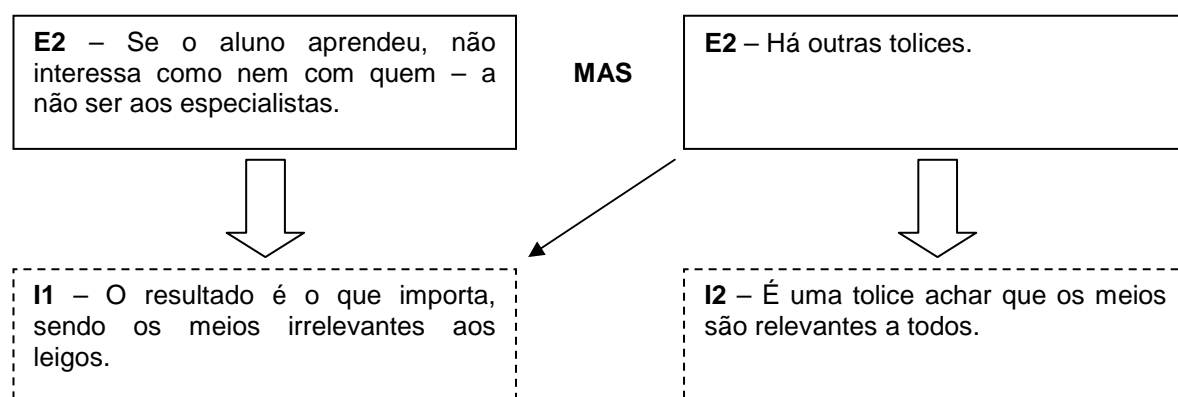 E2 – Se o aluno aprendeu, não
interessa como nem com quem – a
não ser aos especialistas.
MAS
E2 – Há outras tolices.
I1 – O resultado é o que importa,
sendo os meios irrelevantes aos
leigos.
I2 – É uma tolice achar que os meios
são relevantes a todos.